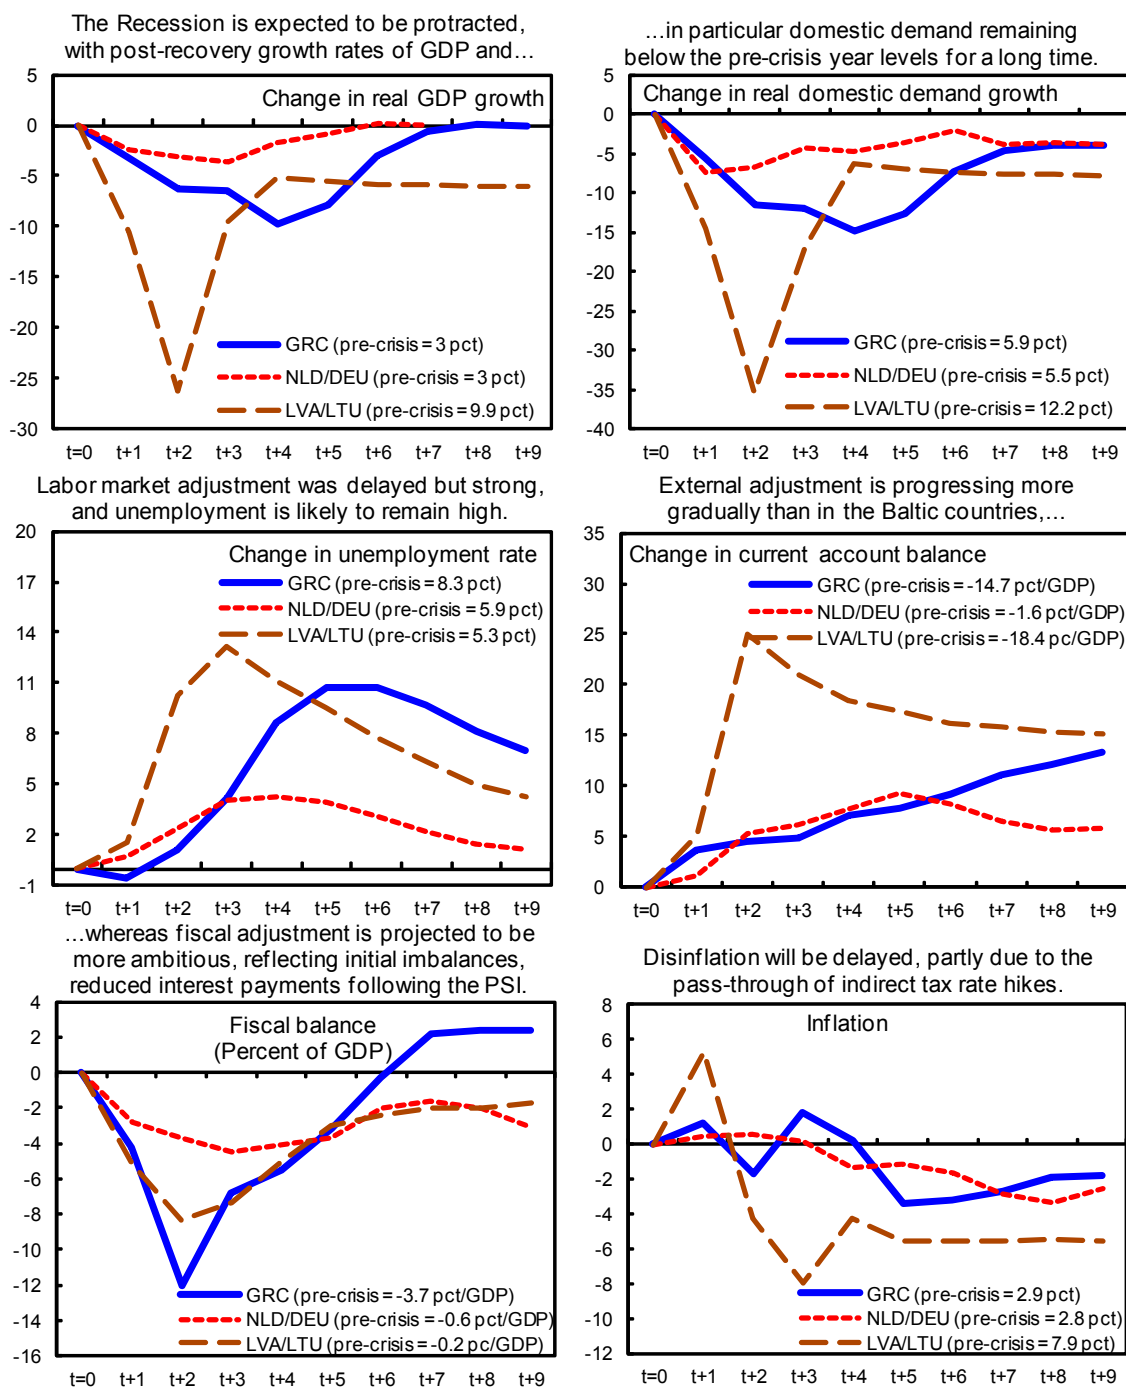 The Recession is expected to be protracted,
with post-recovery growth rates of GDP and…
5
0
-5
-10
-15
-20
-25
-30
Change in real GDP growth
GRC (pre-crisis = 3 pct)
NLD/DEU (pre-crisis = 3 pct)
LVA/LTU (pre-crisis = 9.9 pct)
t=0 t+1 t+2 t+3 t+4 t+5 t+6 t+7 t+8 t+9
…in particular domestic demand remaining
below the pre-crisis year levels for a long time.
5
0
-5
-10
-15
-20
-25
-30
-35
-40
Change in real domestic demand growth
GRC (pre-crisis = 5.9 pct)
NLD/DEU (pre-crisis = 5.5 pct)
LVA/LTU (pre-crisis = 12.2 pct)
t=0 t+1 t+2 t+3 t+4 t+5 t+6 t+7 t+8 t+9
Labor market adjustment was delayed but strong,
and unemployment is likely to remain high.
20
17
14
11
8
5
2
-1
Change in unemployment rate
GRC (pre-crisis = 8.3 pct)
NLD/DEU (pre-crisis = 5.9 pct)
LVA/LTU (pre-crisis = 5.3 pct)
t=0 t+1 t+2 t+3 t+4 t+5 t+6 t+7 t+8 t+9
External adjustment is progressing more
gradually than in the Baltic countries,…
35
30
25
20
15
10
5
0
Change in current account balance
GRC (pre-crisis = -14.7 pct/GDP)
NLD/DEU (pre-crisis = -1.6 pct/GDP)
LVA/LTU (pre-crisis = -18.4 pc/GDP)
t=0 t+1 t+2 t+3 t+4 t+5 t+6 t+7 t+8 t+9
...whereas fiscal adjustment is projected to be
more ambitious, reflecting initial imbalances,
reduced interest payments following the PSI.
4
2
0
-2
-4
-6
-8
-10
-12
-14
-16
Fiscal balance
(Percent of GDP)
GRC (pre-crisis = -3.7 pct/GDP)
NLD/DEU (pre-crisis = -0.6 pct/GDP)
LVA/LTU (pre-crisis = -0.2 pc/GDP)
t=0 t+1 t+2 t+3 t+4 t+5 t+6 t+7 t+8 t+9
Disinflation will be delayed, partly due to the
pass-through of indirect tax rate hikes.
8
6
4
2
0
-2
-4
-6
-8
-10
-12
Inflation
GRC (pre-crisis = 2.9 pct)
NLD/DEU (pre-crisis = 2.8 pct)
LVA/LTU (pre-crisis = 7.9 pct)
t=0 t+1 t+2 t+3 t+4 t+5 t+6 t+7 t+8 t+9